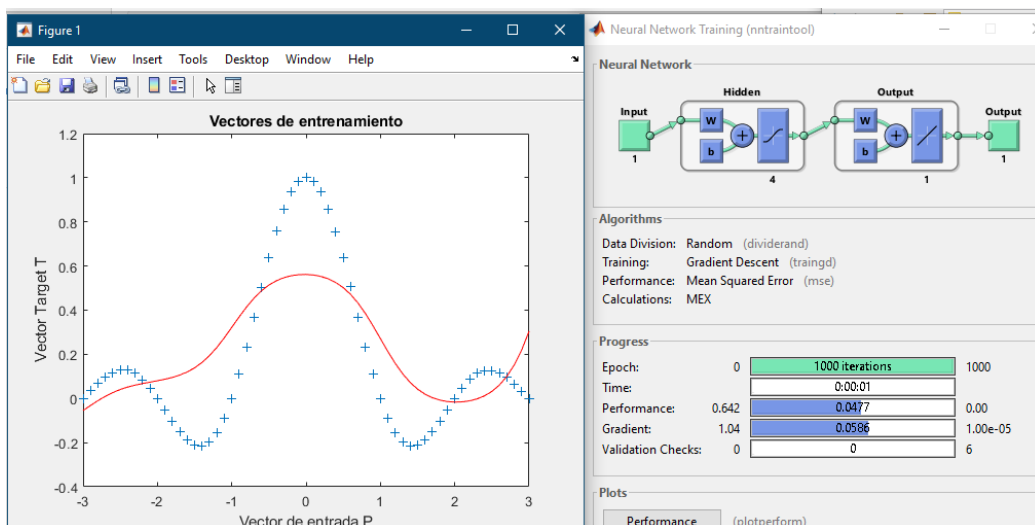 Figure 1
File Edit View Insert Tools Desktop Window Help
Vectores de entrenamiento
1.2
1
0.8
0.6
0.4
0.2
0
-0.2
-0.4
Vector Target T
-3 -2 -1 0 1 2 3
Vector de entrada P
Neural Network Training (nntraintool)
Neural Network
Hidden Output
Input Output
W W
b b
+ +
1 1
4 1
Algorithms
Data Division: Random (dividerand)
Training: Gradient Descent (traingd)
Performance: Mean Squared Error (mse)
Calculations: MEX
Progress
Epoch: 0 1000 iterations 1000
Time: 0:00:01
Performance: 0.642 0.0477 0.00
Gradient: 1.04 0.0586 1.00e-05
Validation Checks: 0 0 6
Plots
Performance (plotperform)